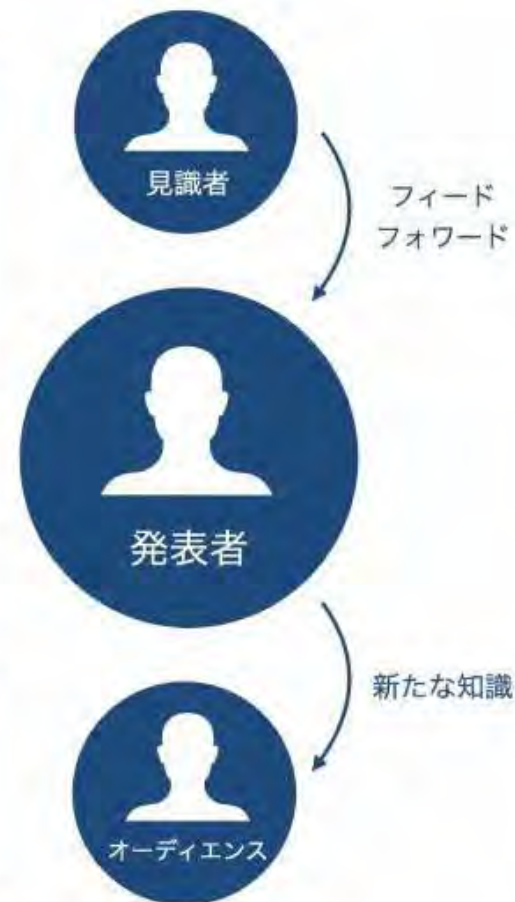 見識者
フィード
フォワード
発表者
新たな知識
オーディエンス